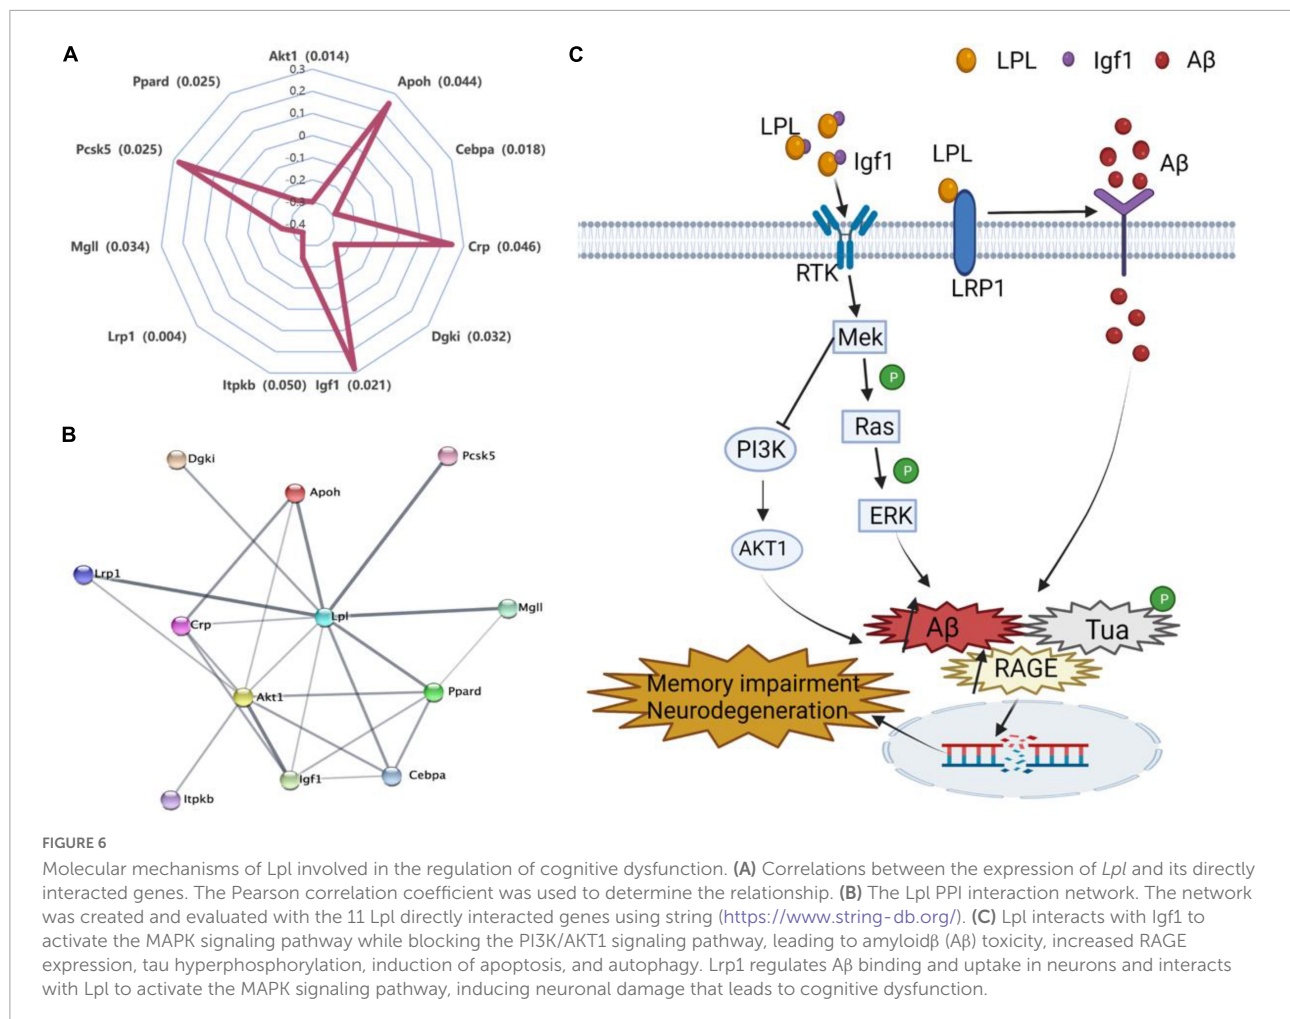 A
Akt1 (0.014)
Apoh (0.044)
Cebpa (0.018)
Crp (0.046)
Dgki (0.032)
Igf1 (0.021)
Itpkb (0.050)
Lrp1 (0.004)
Mgll (0.034)
Pcsk5 (0.025)
Ppard (0.025)
0.3
0.2
0.1
0
-0.1
-0.2
-0.3
-0.4
B
Dgki
Pcsk5
Apoh
Lrp1
Mgll
Lpl
Crp
Akt1
Ppard
Igf1
Cebpa
Itpkb
C
LPL
Igf1
Aβ
LPL
Igf1
LPL
Aβ
RTK
LRP1
Mek
P
Ras
PI3K
P
ERK
AKT1
P
Aβ
Tua
RAGE
Memory impairment
Neurodegeneration
FIGURE 6
Molecular mechanisms of Lpl involved in the regulation of cognitive dysfunction. (A) Correlations between the expression of Lpl and its directly
interacted genes. The Pearson correlation coefficient was used to determine the relationship. (B) The Lpl PPI interaction network. The network
was created and evaluated with the 11 Lpl directly interacted genes using string (https://www.string-db.org/). (C) Lpl interacts with Igf1 to
activate the MAPK signaling pathway while blocking the PI3K/AKT1 signaling pathway, leading to amyloidβ (Aβ) toxicity, increased RAGE
expression, tau hyperphosphorylation, induction of apoptosis, and autophagy. Lrp1 regulates Aβ binding and uptake in neurons and interacts
with Lpl to activate the MAPK signaling pathway, inducing neuronal damage that leads to cognitive dysfunction.